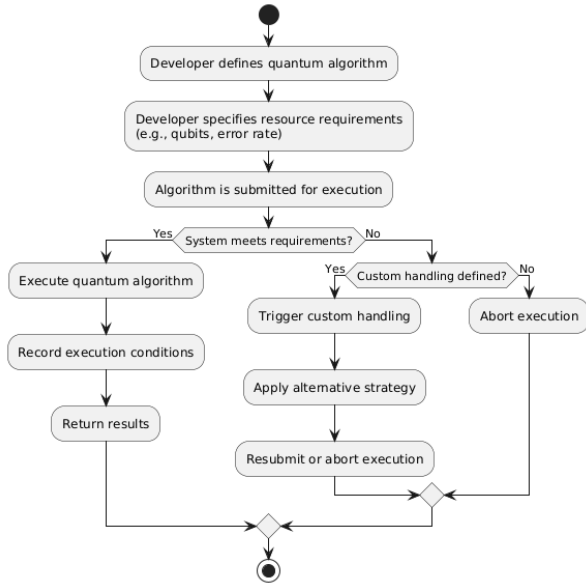 Developer defines quantum algorithm
Developer specifies resource requirements
(e.g., qubits, error rate)
Algorithm is submitted for execution
Yes
System meets requirements?
No
Execute quantum algorithm
Record execution conditions
Return results
Yes
Custom handling defined?
No
Trigger custom handling
Apply alternative strategy
Resubmit or abort execution
Abort execution